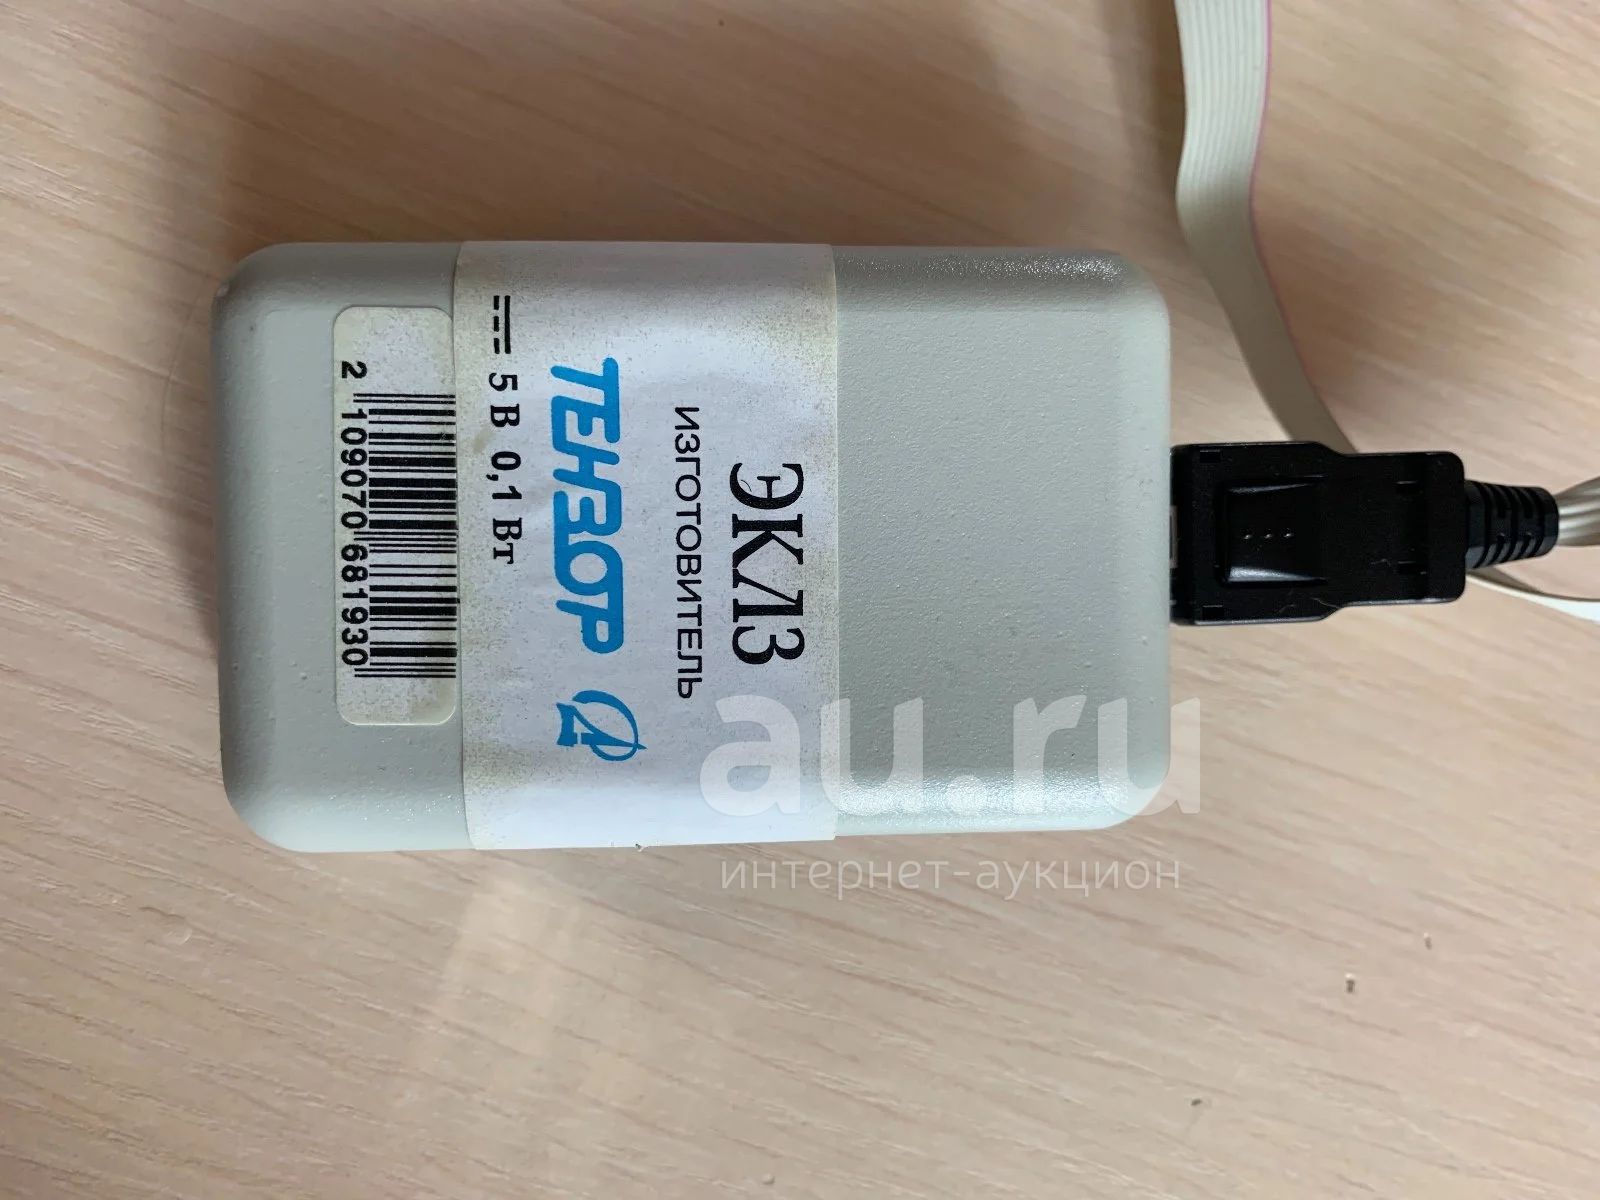 ЭКЛЗ
ИЗГОТОВИТЕЛЬ
ТЕНЗОР
5 В 0,1 Вт
2 109070 681930
au.ru
интернет-аукцион